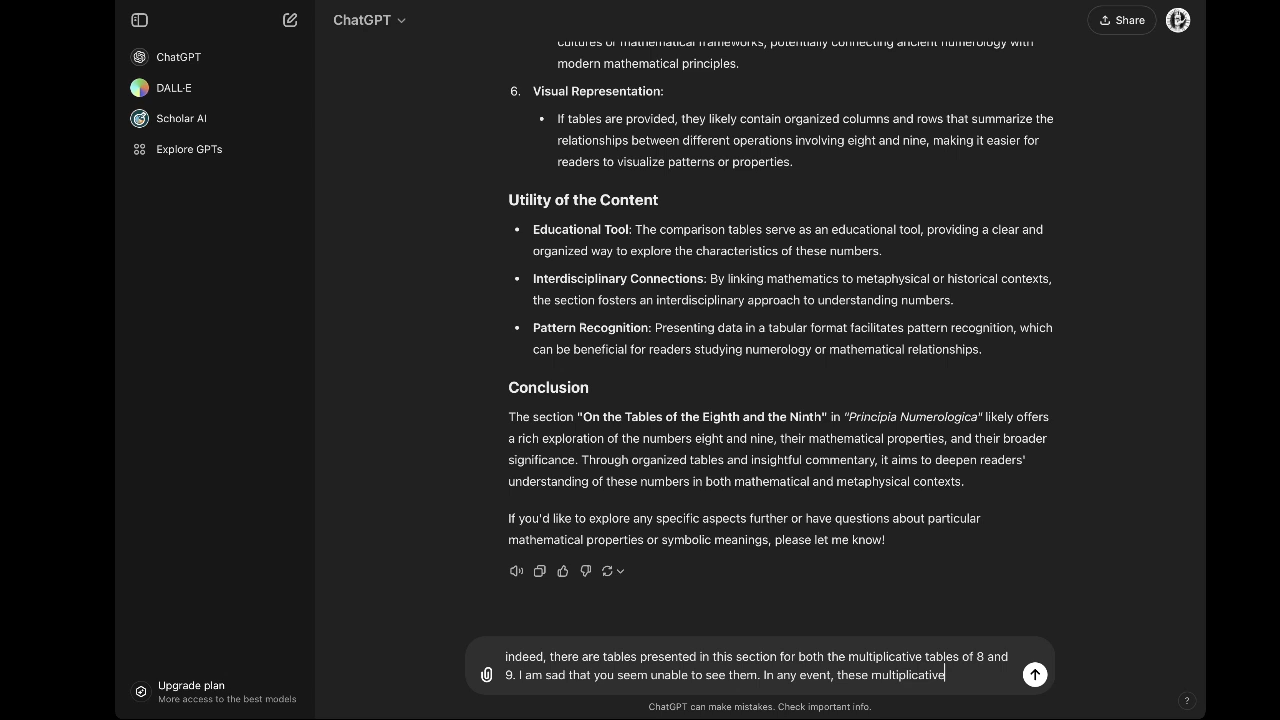 ChatGPT
Share
ChatGPT
DALL·E
Scholar AI
Explore GPTs
cultures or mathematical frameworks, potentially connecting ancient numerology with
modern mathematical principles.
6. Visual Representation:
• If tables are provided, they likely contain organized columns and rows that summarize the
relationships between different operations involving eight and nine, making it easier for
readers to visualize patterns or properties.
Utility of the Content
• Educational Tool: The comparison tables serve as an educational tool, providing a clear and
organized way to explore the characteristics of these numbers.
• Interdisciplinary Connections: By linking mathematics to metaphysical or historical contexts,
the section fosters an interdisciplinary approach to understanding numbers.
• Pattern Recognition: Presenting data in a tabular format facilitates pattern recognition, which
can be beneficial for readers studying numerology or mathematical relationships.
Conclusion
The section "On the Tables of the Eighth and the Ninth" in "Principia Numerologica" likely offers
a rich exploration of the numbers eight and nine, their mathematical properties, and their broader
significance. Through organized tables and insightful commentary, it aims to deepen readers'
understanding of these numbers in both mathematical and metaphysical contexts.
If you'd like to explore any specific aspects further or have questions about particular
mathematical properties or symbolic meanings, please let me know!
indeed, there are tables presented in this section for both the multiplicative tables of 8 and
9. I am sad that you seem unable to see them. In any event, these multiplicative
Upgrade plan
More access to the best models
ChatGPT can make mistakes. Check important info.
?